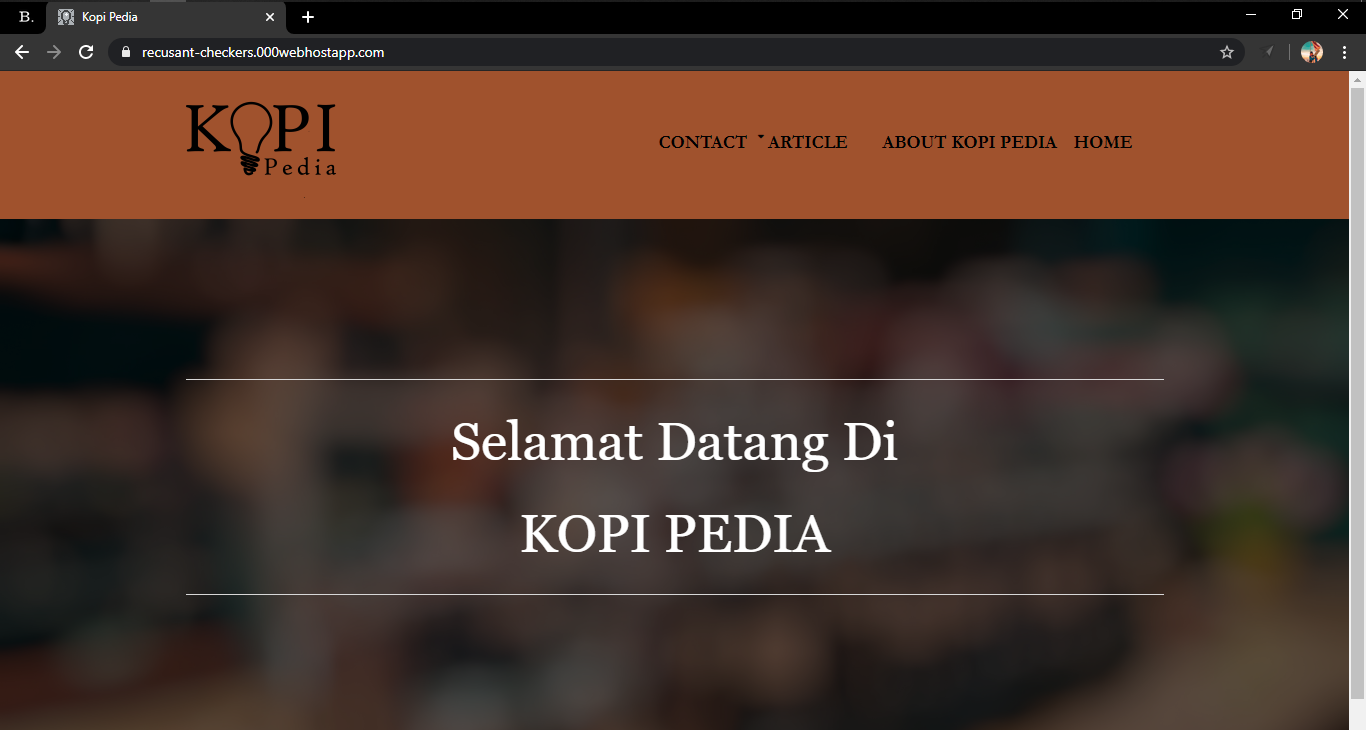 B.
Kopi Pedia
recusant-checkers.000webhostapp.com
KOPI
Pedia
CONTACT ARTICLE ABOUT KOPI PEDIA HOME
Selamat Datang Di
KOPI PEDIA